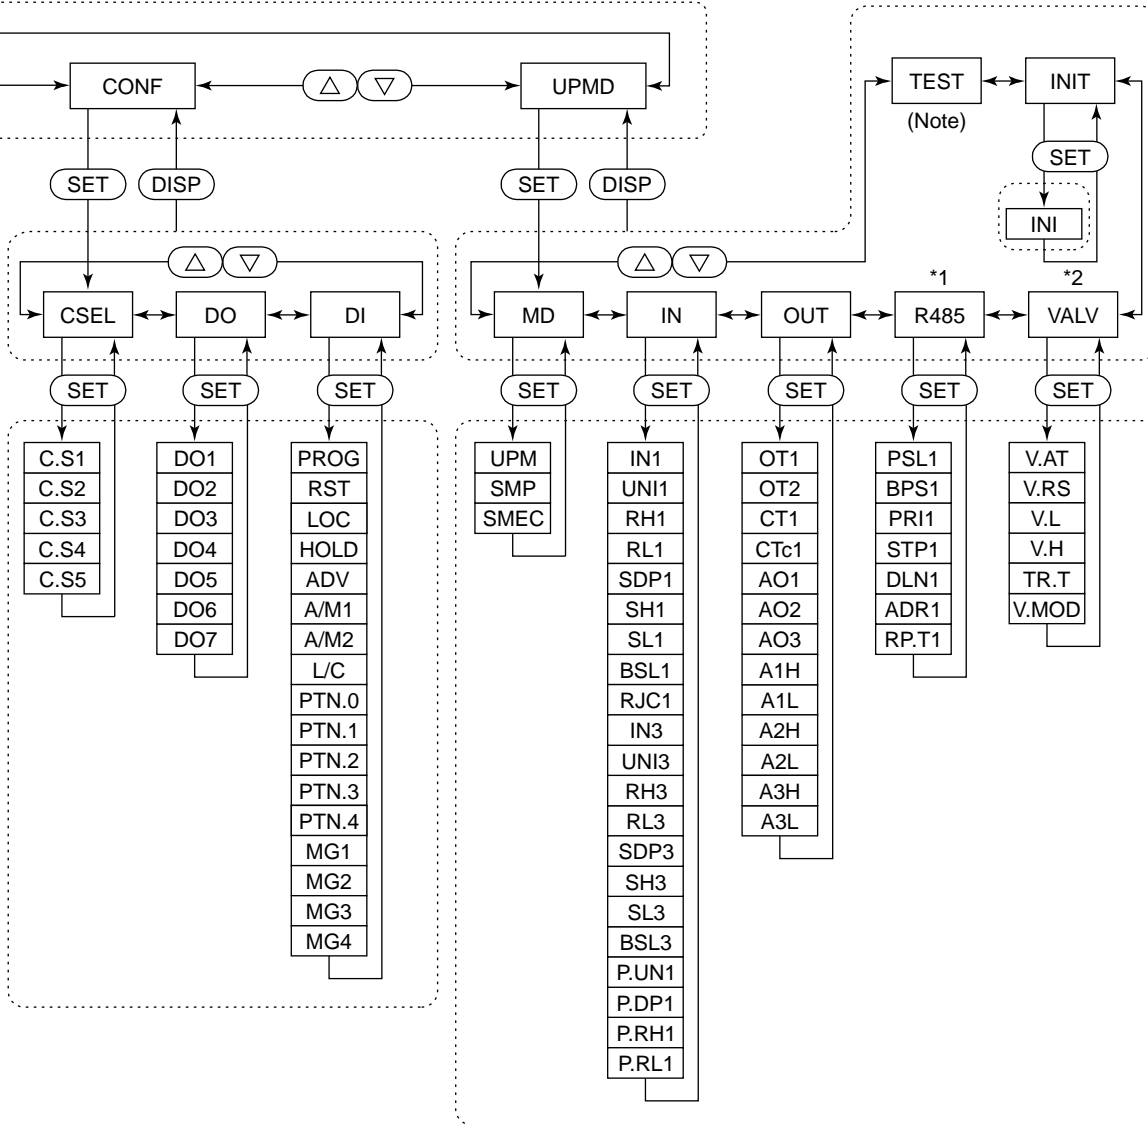 CONF
UPMD
TEST
INIT
(Note)
SET
SET
DISP
SET
DISP
INI
*1
*2
CSEL
DO
DI
MD
IN
OUT
R485
VALV
SET
SET
SET
SET
SET
SET
SET
SET
C.S1
C.S2
C.S3
C.S4
C.S5
DO1
DO2
DO3
DO4
DO5
DO6
DO7
PROG
RST
LOC
HOLD
ADV
A/M1
A/M2
L/C
PTN.0
PTN.1
PTN.2
PTN.3
PTN.4
MG1
MG2
MG3
MG4
UPM
SMP
SMEC
IN1
UNI1
RH1
RL1
SDP1
SH1
SL1
BSL1
RJC1
IN3
UNI3
RH3
RL3
SDP3
SH3
SL3
BSL3
P.UN1
P.DP1
P.RH1
P.RL1
OT1
OT2
CT1
CTc1
AO1
AO2
AO3
A1H
A1L
A2H
A2L
A3H
A3L
PSL1
BPS1
PRI1
STP1
DLN1
ADR1
RP.T1
V.AT
V.RS
V.L
V.H
TR.T
V.MOD